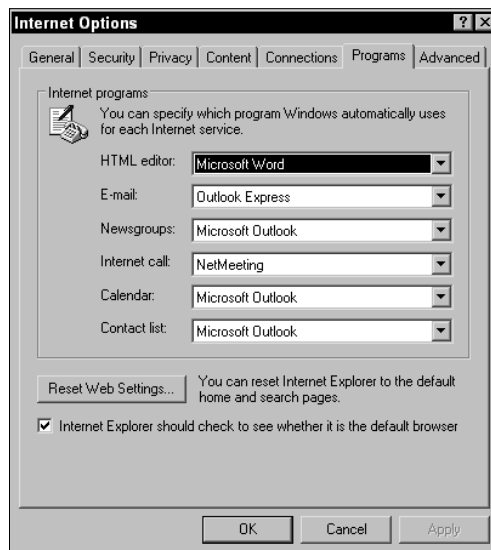 Internet Options
General Security Privacy Content Connections Programs Advanced
Internet programs
You can specify which program Windows automatically uses
for each Internet service.
HTML editor: Microsoft Word
E-mail: Outlook Express
Newsgroups: Microsoft Outlook
Internet call: NetMeeting
Calendar: Microsoft Outlook
Contact list: Microsoft Outlook
Reset Web Settings... You can reset Internet Explorer to the default
home and search pages.
Internet Explorer should check to see whether it is the default browser
OK Cancel Apply